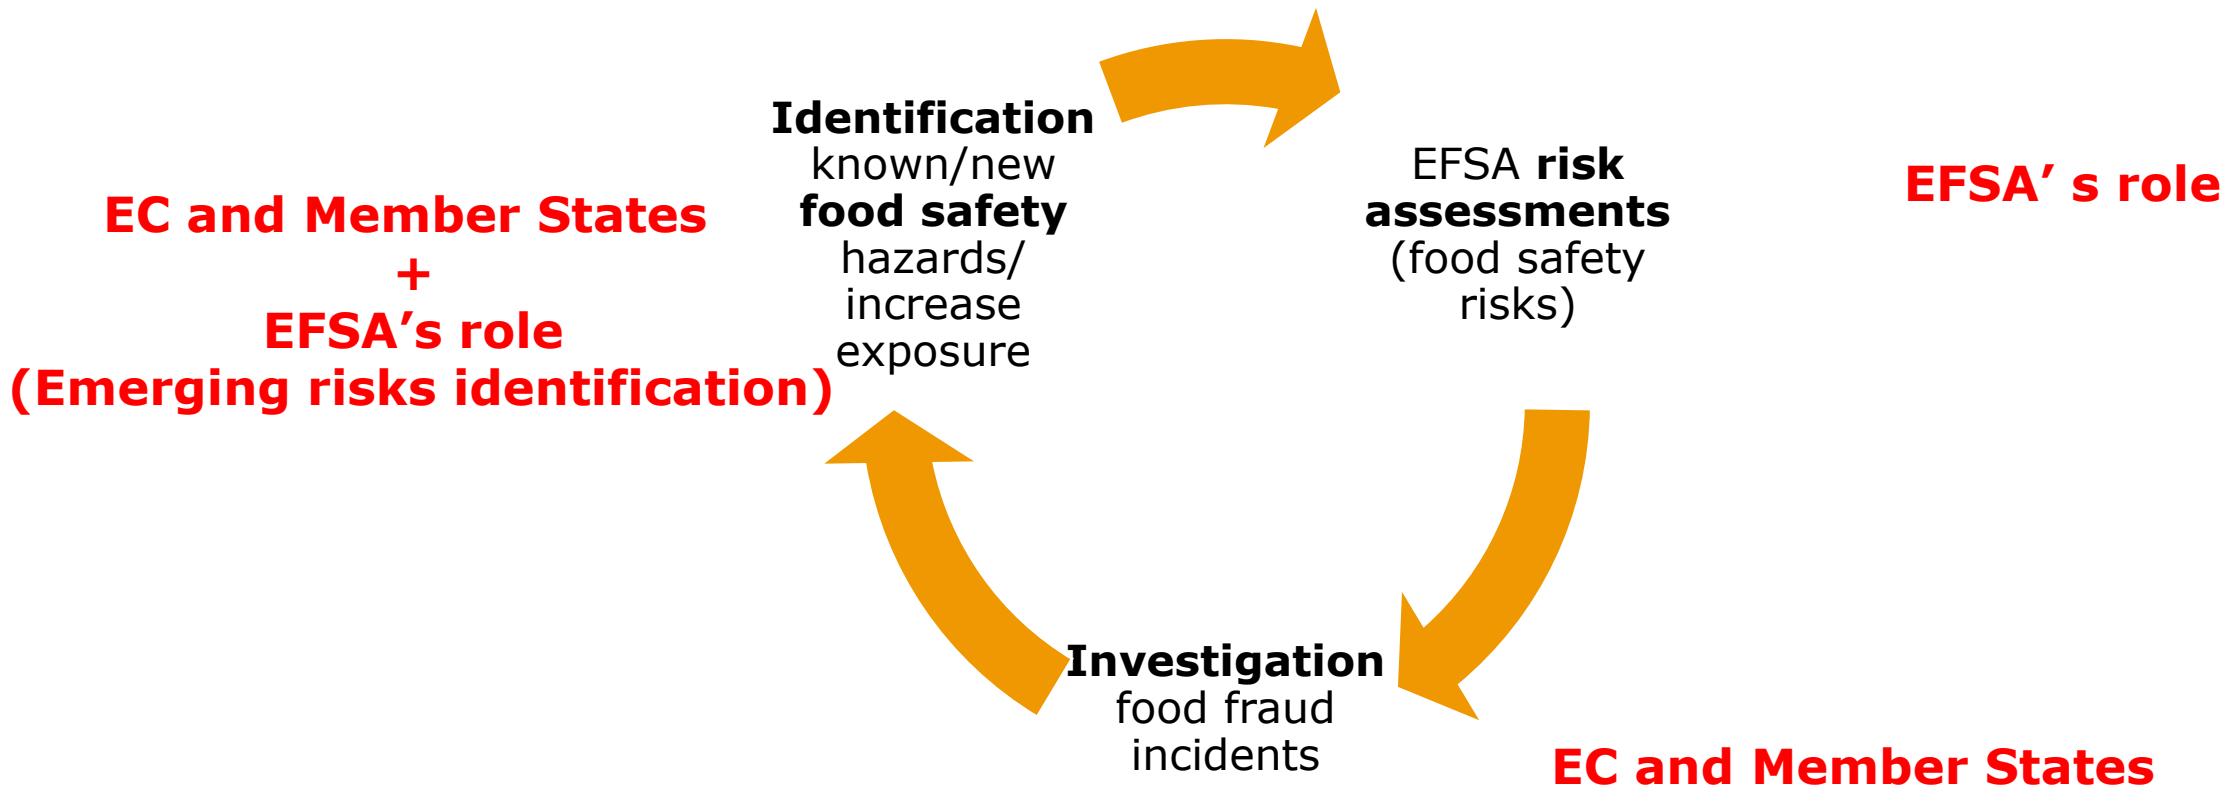 EC and Member States
+
EFSA’s role
(Emerging risks identification)
Identification
known/new
food safety
hazards/
increase
exposure
EFSA risk
assessments
(food safety
risks)
EFSA’ s role
Investigation
food fraud
incidents
EC and Member States